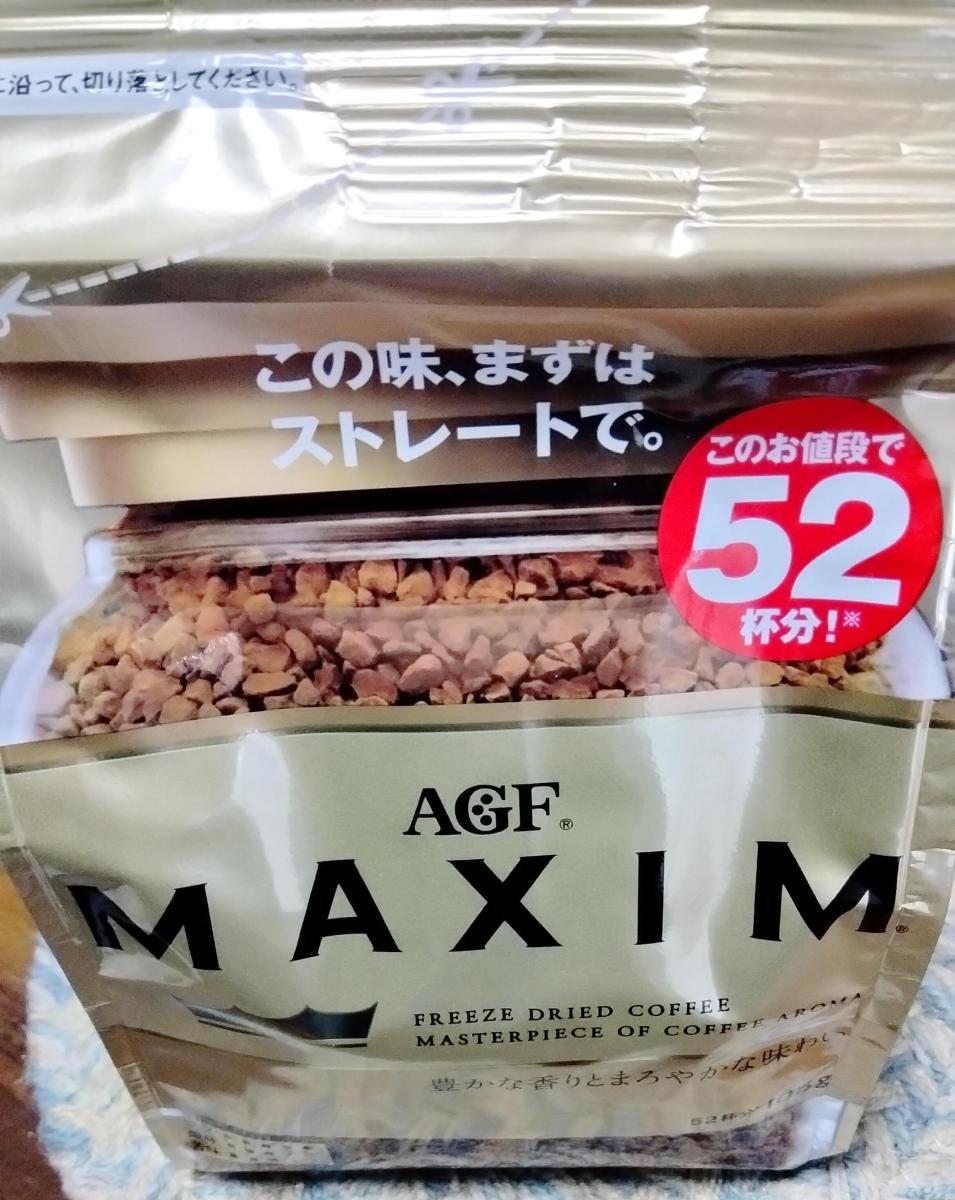 に沿って、切り落としてください。
この味、まずは
ストレートで。
このお値段で
52
杯分!※
AGF®
MAXIM®
FREEZE DRIED COFFEE
MASTERPIECE OF COFFEE AROMA
豊かな香りとまろやかな味わい
52杯